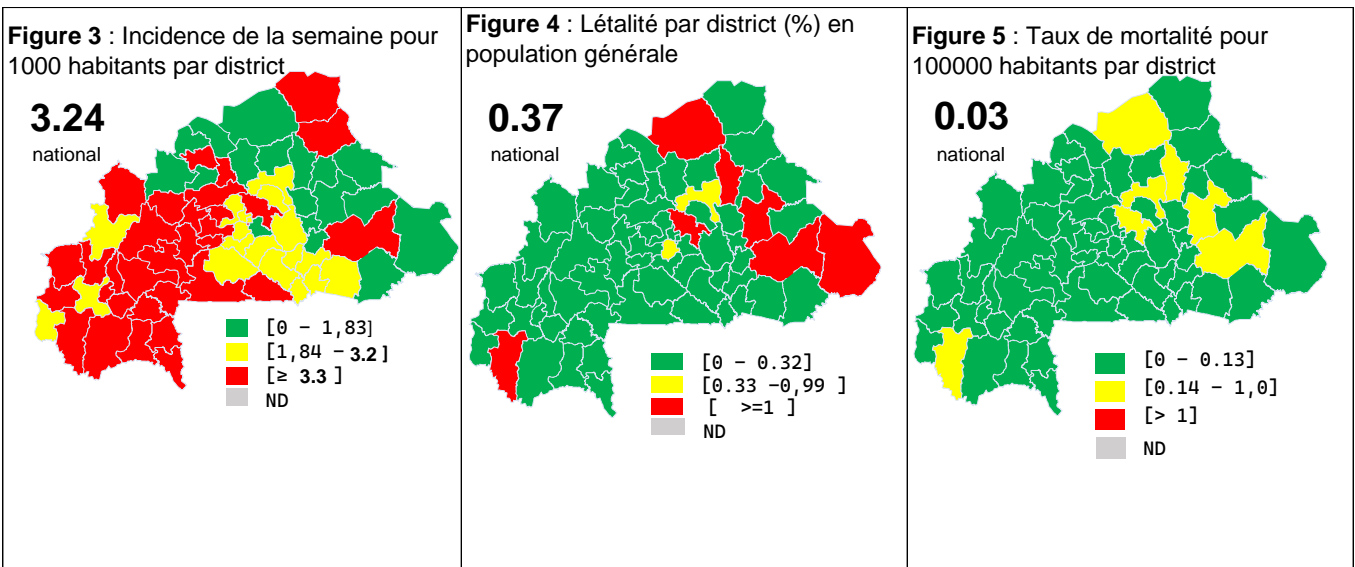 Figure 3 : Incidence de la semaine pour
1000 habitants par district
3.24
national
[0 – 1,83]
[1,84 – 3.2 ]
[≥ 3.3 ]
ND
Figure 4 : Létalité par district (%) en
population générale
0.37
national
[0 – 0.32]
[0.33 –0,99 ]
[ >=1 ]
ND
Figure 5 : Taux de mortalité pour
100000 habitants par district
0.03
national
[0 – 0.13]
[0.14 – 1,0]
[> 1]
ND